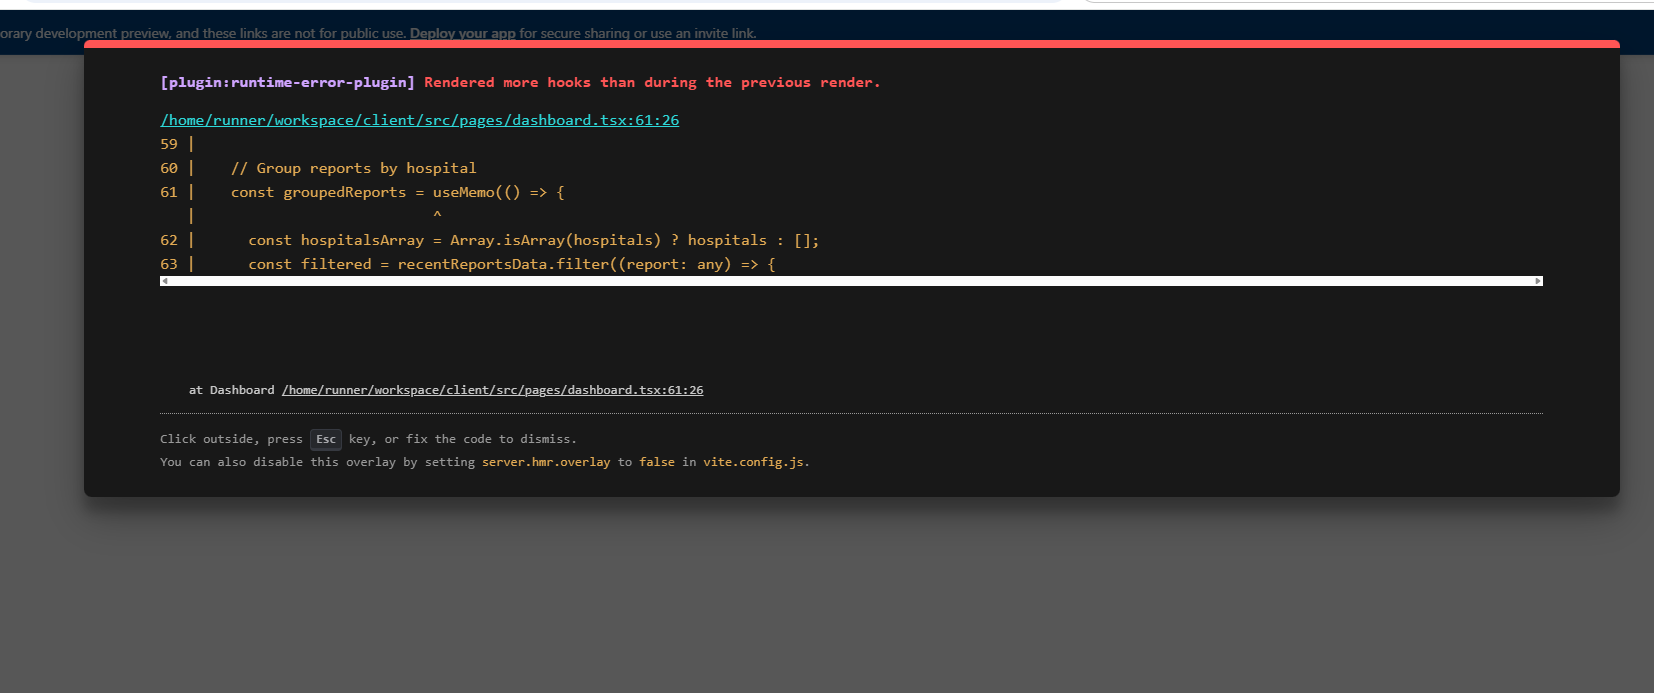 orary development preview, and these links are not for public use. Deploy your app for secure sharing or use an invite link.
[plugin:runtime-error-plugin] Rendered more hooks than during the previous render.
/home/runner/workspace/client/src/pages/dashboard.tsx:61:26
59 |
60 |    // Group reports by hospital
61 |    const groupedReports = useMemo(() => {
   |                           ^
62 |      const hospitalsArray = Array.isArray(hospitals) ? hospitals : [];
63 |      const filtered = recentReportsData.filter((report: any) => {
at Dashboard /home/runner/workspace/client/src/pages/dashboard.tsx:61:26
Click outside, press Esc key, or fix the code to dismiss.
You can also disable this overlay by setting server.hmr.overlay to false in vite.config.js.